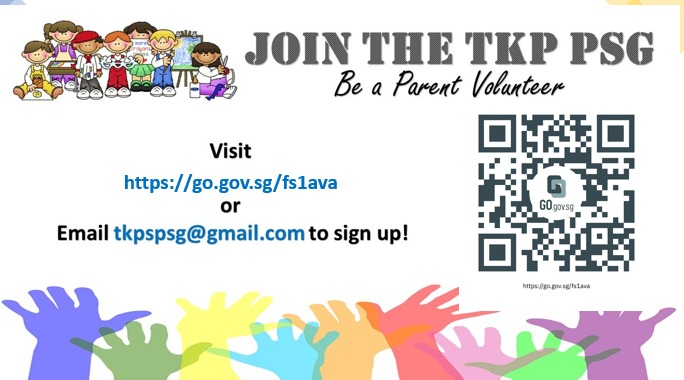 JOIN THE TKP PSG
Be a Parent Volunteer
Visit
https://go.gov.sg/fs1ava
or
Email tkpspsg@gmail.com to sign up!
GO.gov.sg
https://go.gov.sg/fs1ava